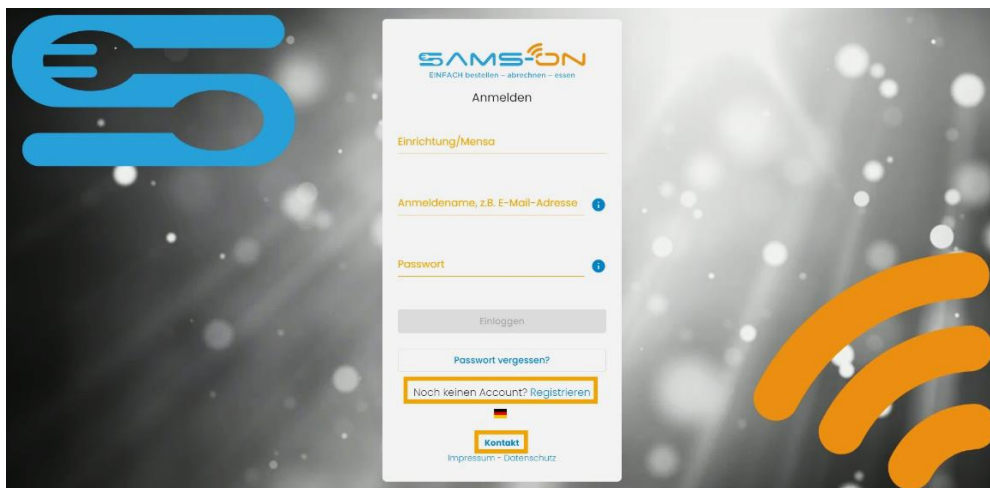 SAMS-ON
EINFACH bestellen – abrechnen – essen
Anmelden
Einrichtung/Mensa
Anmeldename, z.B. E-Mail-Adresse
Passwort
Einloggen
Passwort vergessen?
Noch keinen Account? Registrieren
Kontakt
Impressum - Datenschutz